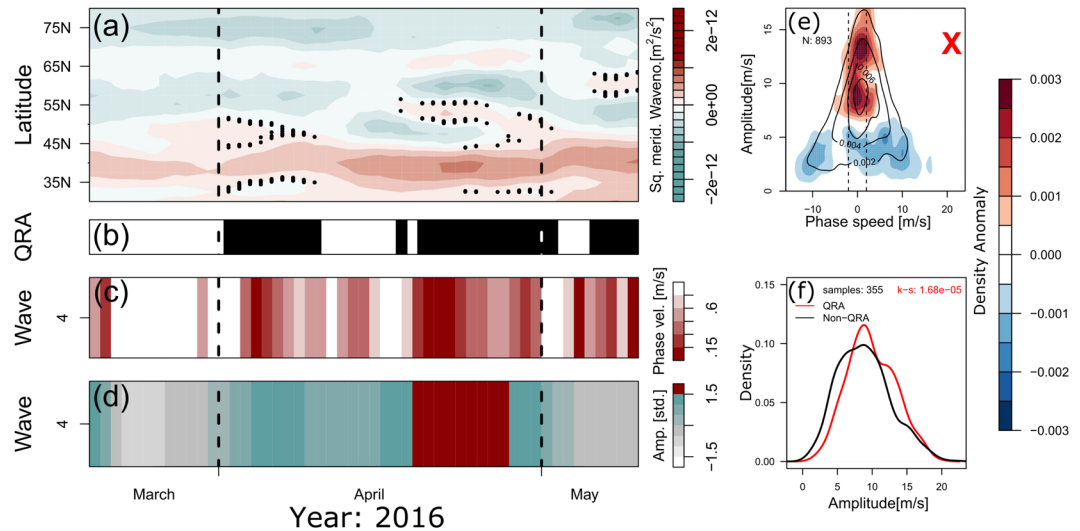 (a)
Latitude
75N
65N
55N
45N
35N
Sq. merid. Waveno.[m²/s²]
2e−12
0e+00
−2e−12
(b)
QRA
(c)
Wave
4
Phase vel. [m/s]
.6
.15
(d)
Wave
4
Amp. [std.]
1.5
−1.5
March
April
May
Year: 2016
(e)
N: 893
X
Amplitude[m/s]
15
10
5
0
0.006
0.004
0.002
−10
0
10
20
Phase speed [m/s]
(f)
samples: 355
k−s: 1.68e−05
QRA
Non−QRA
Density
0.15
0.10
0.05
0.00
0
5
10
15
20
Amplitude[m/s]
Density Anomaly
0.003
0.002
0.001
0.000
−0.001
−0.002
−0.003